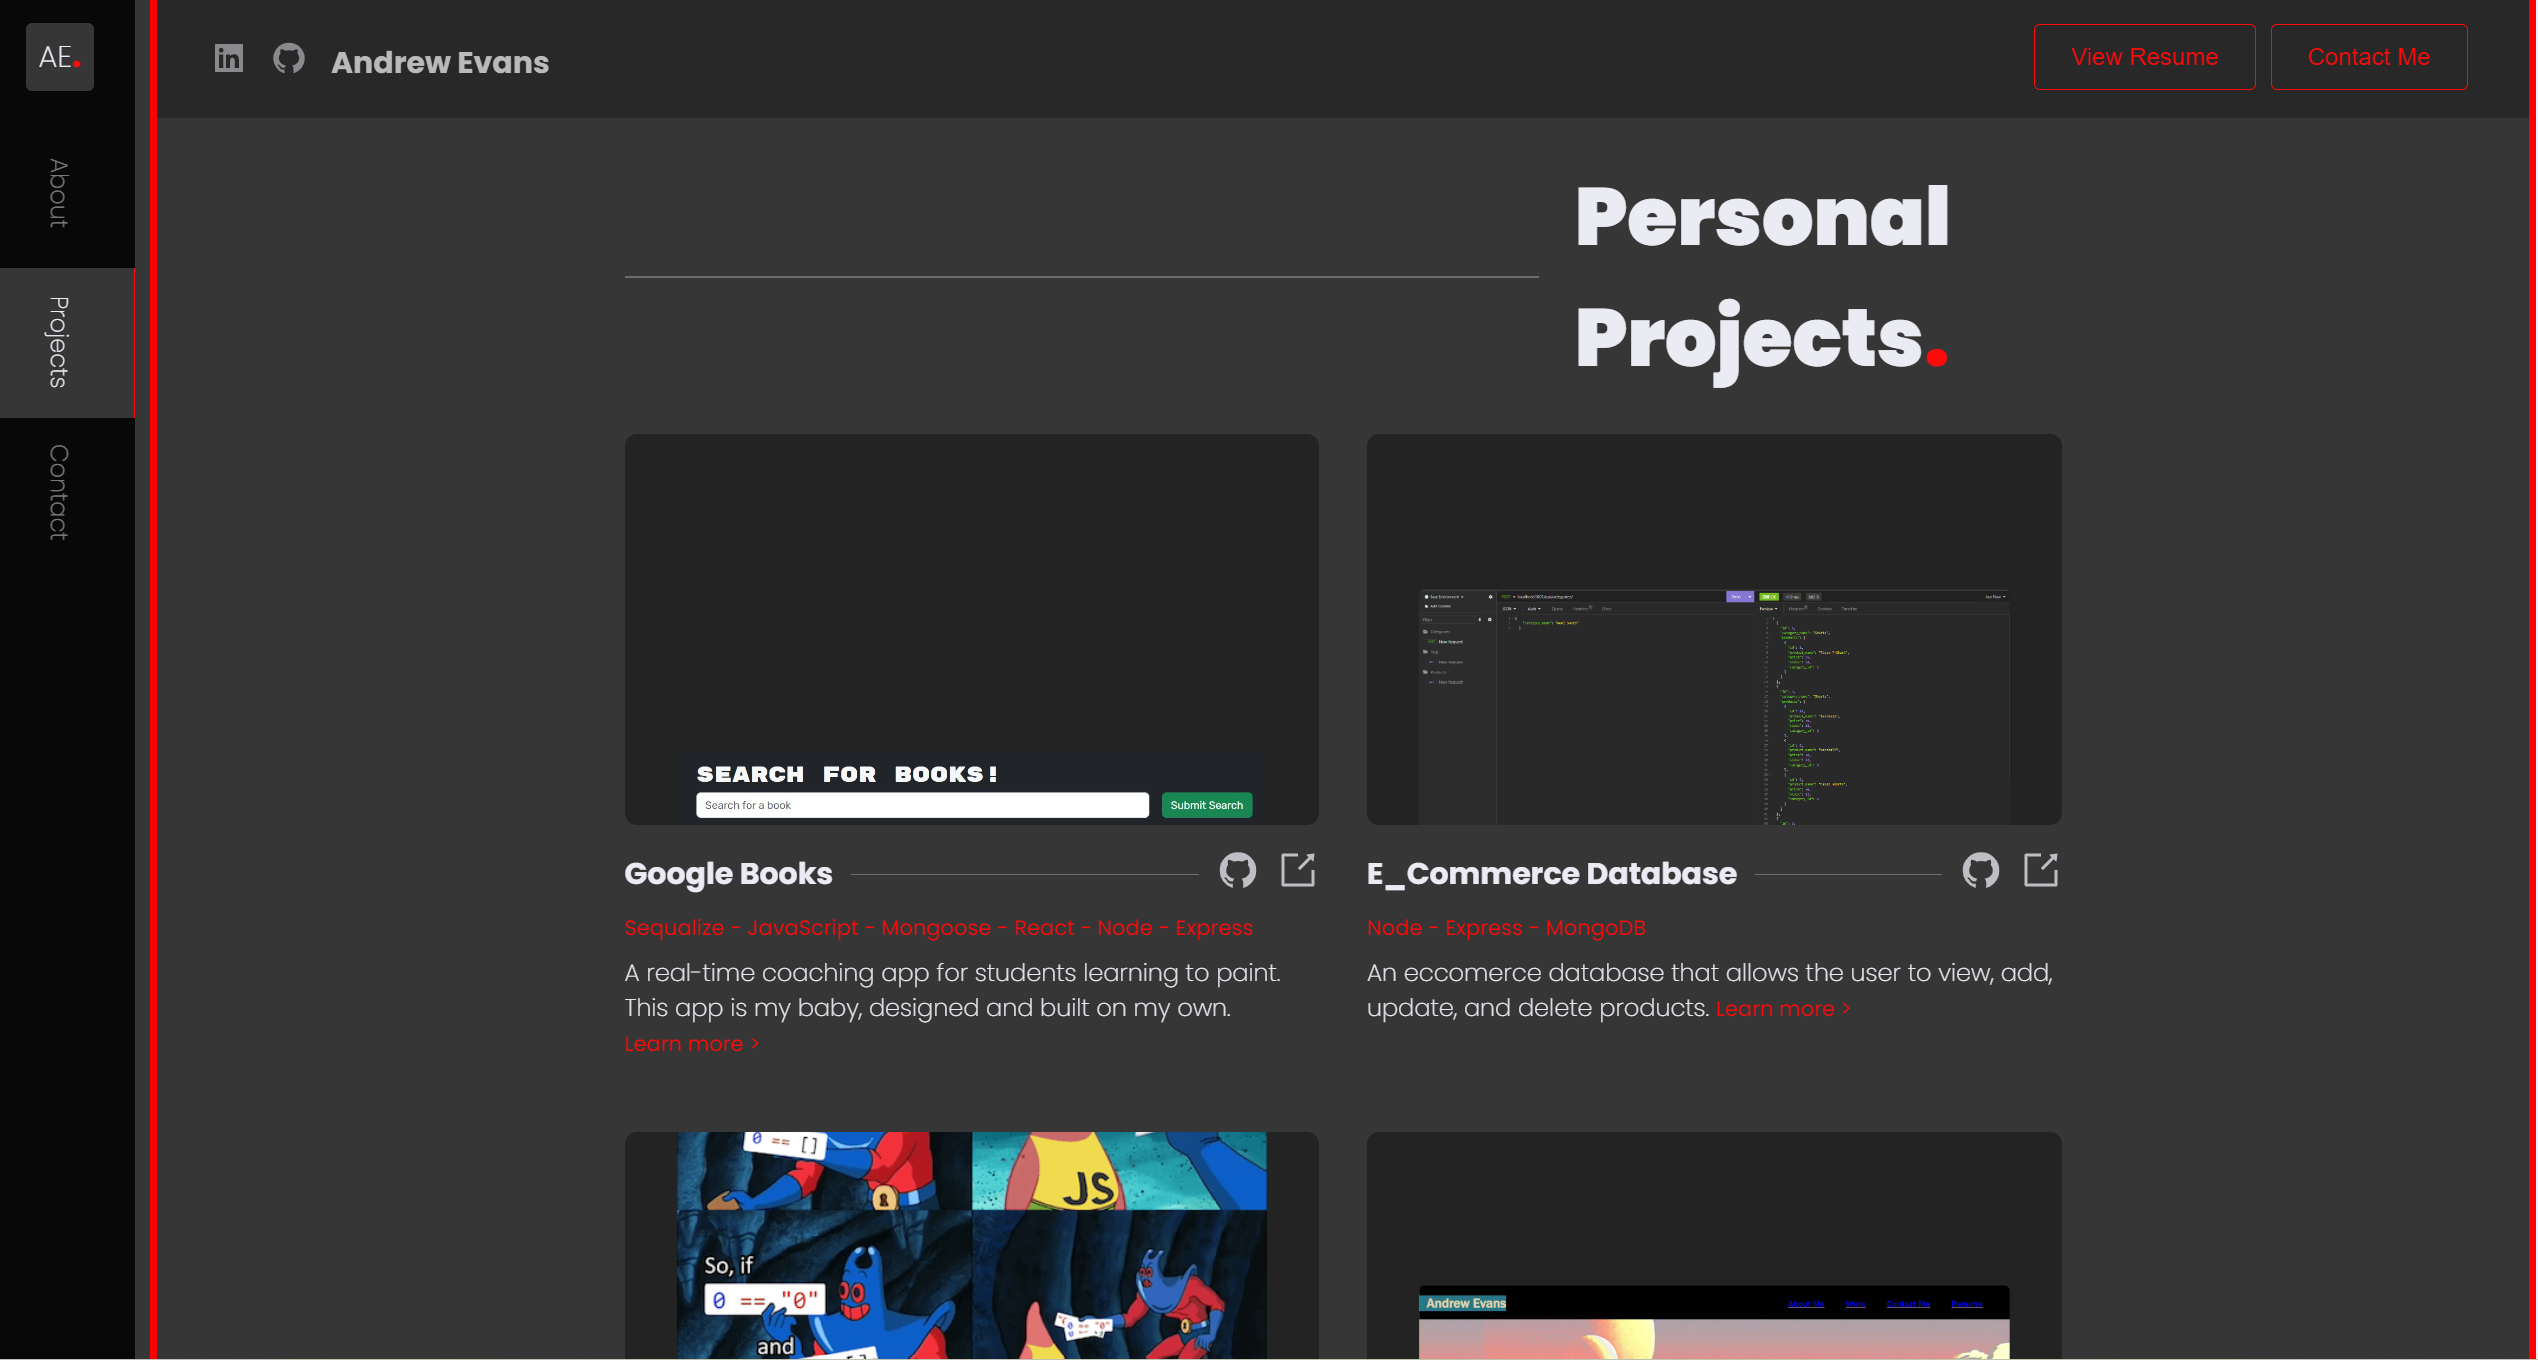 AE.
About
Projects
Contact
Andrew Evans
View Resume
Contact Me
Personal
Projects.
SEARCH FOR BOOKS!
Search for a book
Submit Search
Google Books
Sequalize - JavaScript - Mongoose - React - Node - Express
A real-time coaching app for students learning to paint.
This app is my baby, designed and built on my own.
Learn more >
E_Commerce Database
Node - Express - MongoDB
An eccomerce database that allows the user to view, add,
update, and delete products. Learn more >
0 == []
JS
So, if
0 == "0"
and
Andrew Evans
About Me Work Contact Me Resume